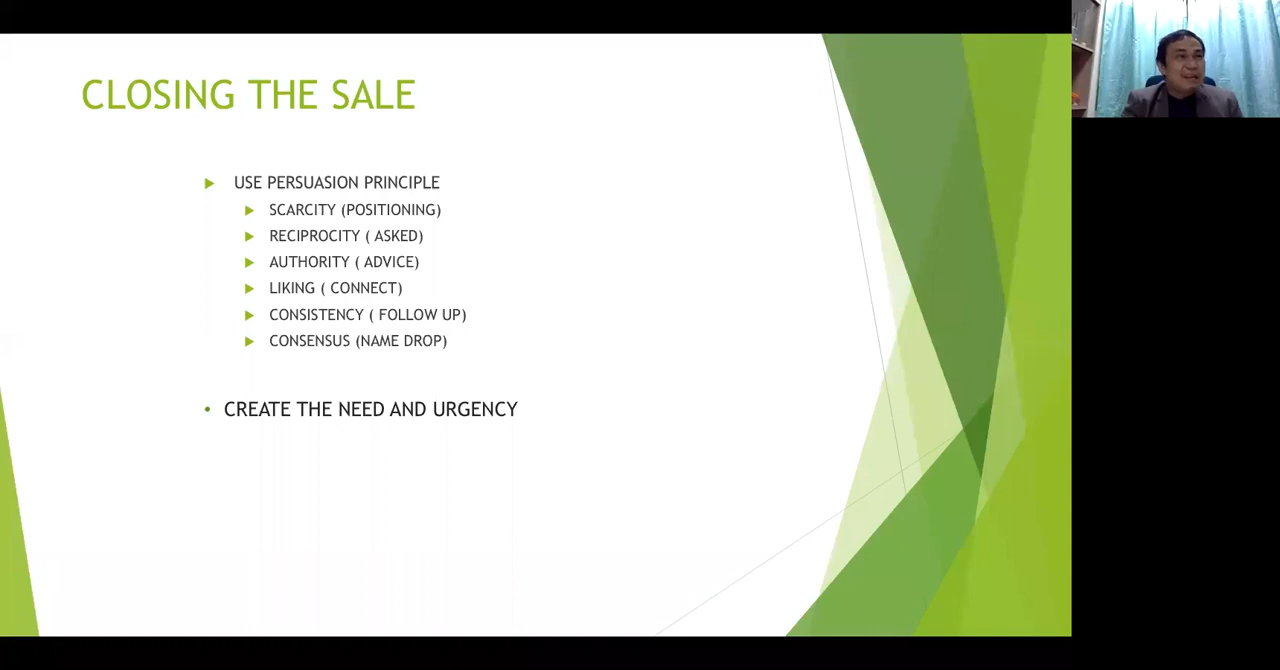 CLOSING THE SALE
USE PERSUASION PRINCIPLE
SCARCITY (POSITIONING)
RECIPROCITY ( ASKED)
AUTHORITY ( ADVICE)
LIKING ( CONNECT)
CONSISTENCY ( FOLLOW UP)
CONSENSUS (NAME DROP)
CREATE THE NEED AND URGENCY